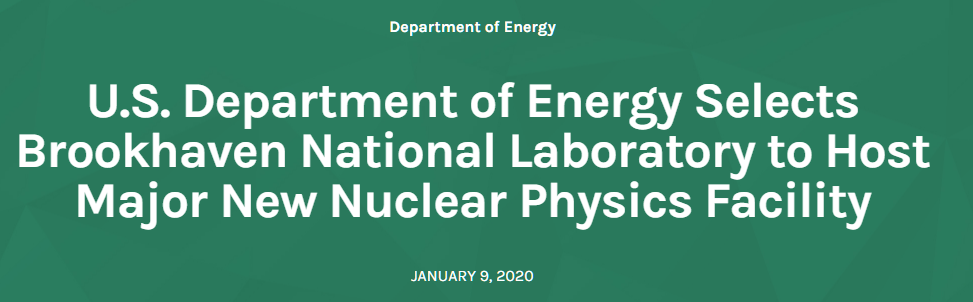 Department of Energy
U.S. Department of Energy Selects
Brookhaven National Laboratory to Host
Major New Nuclear Physics Facility
JANUARY 9, 2020